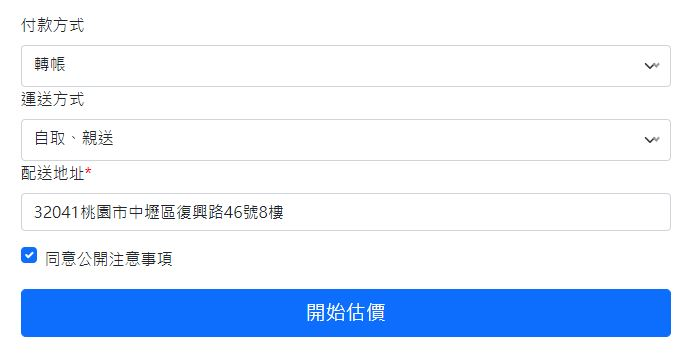 付款方式
轉帳
運送方式
自取、親送
配送地址*
32041桃園市中壢區復興路46號8樓
同意公開注意事項
開始估價